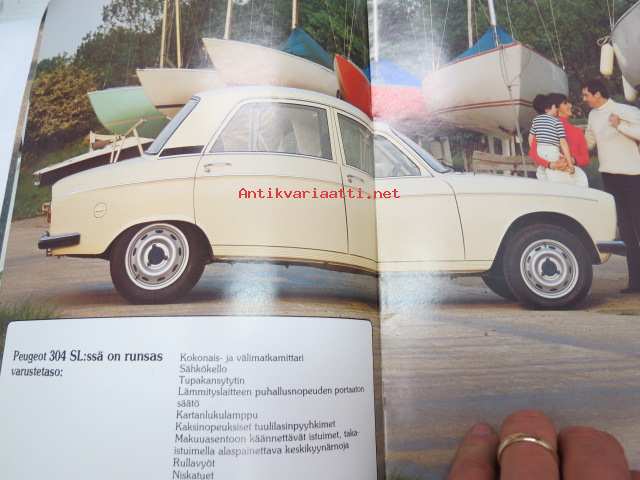 Antikvariaatti.net
Peugeot 304 SL:ssä on runsas
varustetaso:
Kokonais- ja välimatkamittari
Sähkökello
Tupakansytytin
Lämmityslaitteen puhallusnopeuden portaaton
säätö
Kartanlukulamppu
Kaksinopeuksiset tuulilasinpyyhkimet
Makuuasentoon käännettävät istuimet, taka-
istuimella alaspainettava keskikyynärnoja
Rullavyöt
Niskatuet